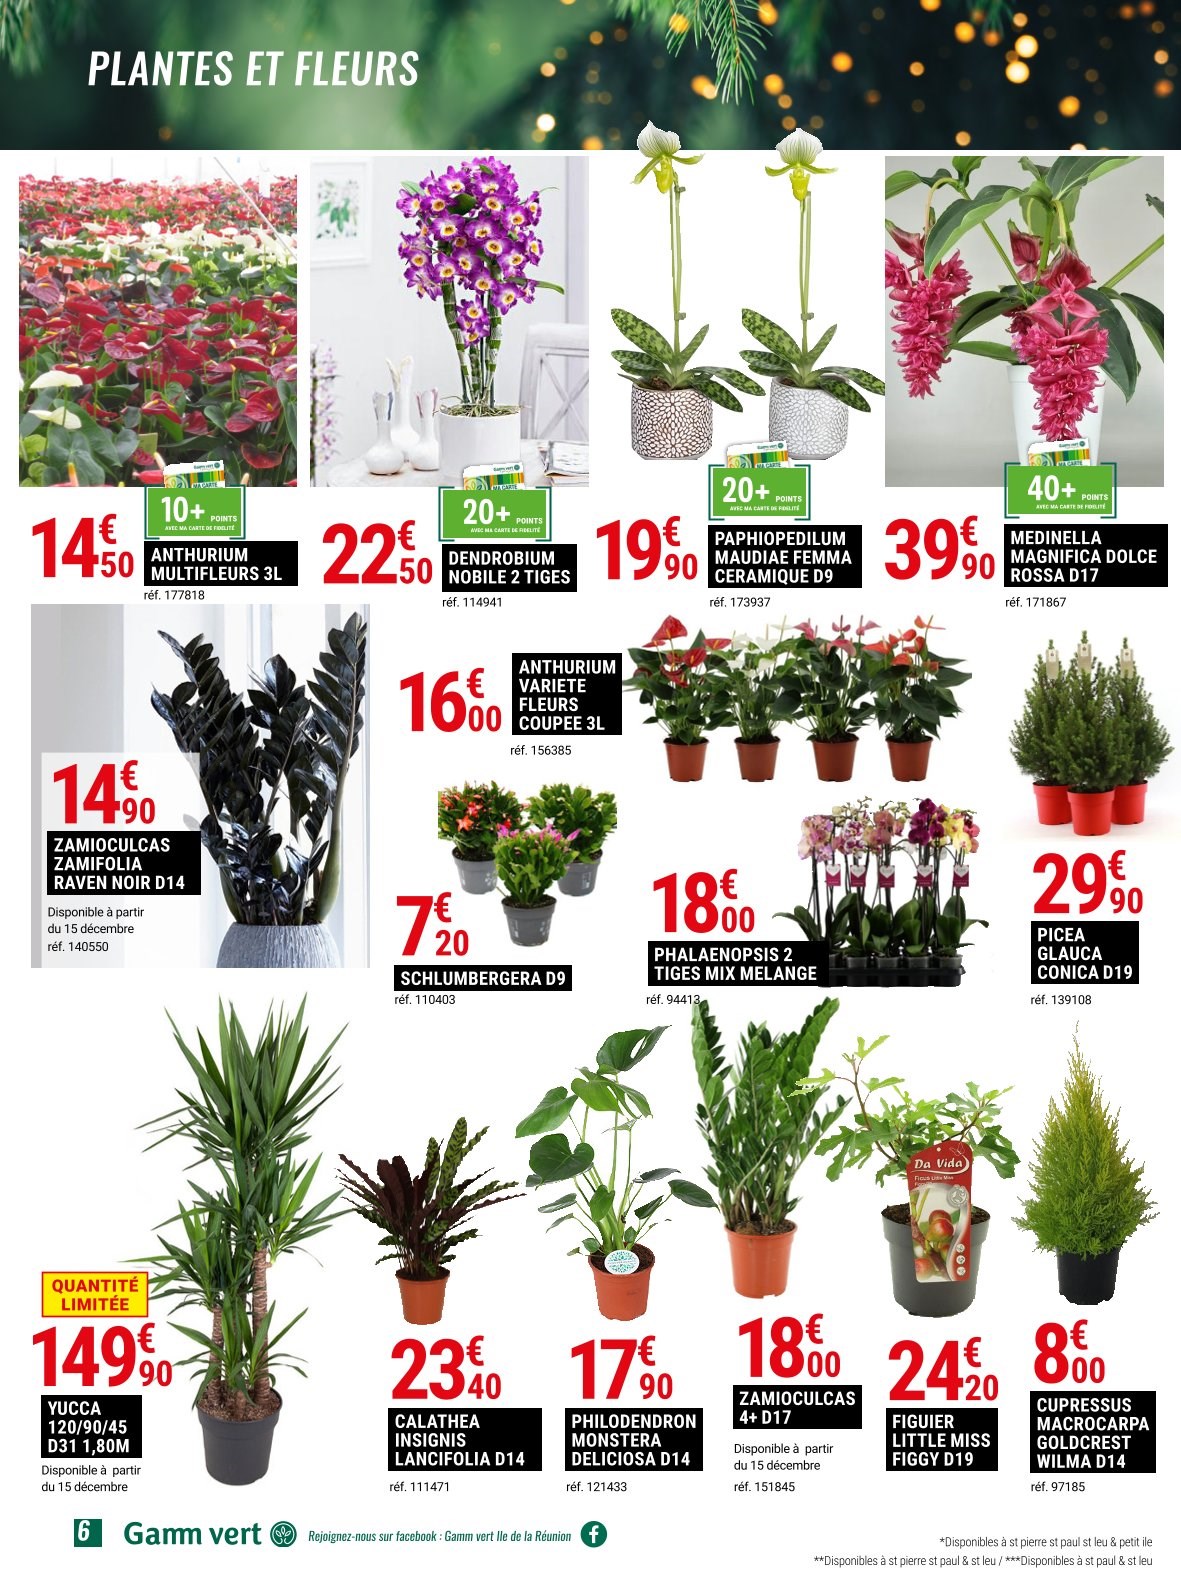 PLANTES ET FLEURS
10+ POINTS
AVEC MA CARTE DE FIDELITÉ
14€50
ANTHURIUM
MULTIFLEURS 3L
réf. 177818
20+ POINTS
AVEC MA CARTE DE FIDELITÉ
22€50
DENDROBIUM
NOBILE 2 TIGES
réf. 114941
Gamm vert
20+ POINTS
AVEC MA CARTE DE FIDELITÉ
19€90
PAPHIOPEDILUM
MAUDIAE FEMMA
CERAMIQUE D9
réf. 173937
40+ POINTS
AVEC MA CARTE DE FIDELITÉ
39€90
MEDINELLA
MAGNIFICA DOLCE
ROSSA D17
réf. 171867
14€90
ZAMIOCULCAS
ZAMIFOLIA
RAVEN NOIR D14
Disponible à partir
du 15 décembre
réf. 140550
16€00
ANTHURIUM
VARIETE
FLEURS
COUPEE 3L
réf. 156385
7€20
SCHLUMBERGERA D9
réf. 110403
18€00
PHALAENOPSIS 2
TIGES MIX MELANGE
réf. 94413
29€90
PICEA
GLAUCA
CONICA D19
réf. 139108
QUANTITÉ
LIMITÉE
149€90
YUCCA
120/90/45
D31 1,80M
Disponible à partir
du 15 décembre
23€40
CALATHEA
INSIGNIS
LANCIFOLIA D14
réf. 111471
17€90
PHILODENDRON
MONSTERA
DELICIOSA D14
réf. 121433
18€00
ZAMIOCULCAS
4+ D17
Disponible à partir
du 15 décembre
réf. 151845
Da Vida
24€20
FIGUIER
LITTLE MISS
FIGGY D19
8€00
CUPRESSUS
MACROCARPA
GOLDCREST
WILMA D14
réf. 97185
6
Gamm vert
Rejoignez-nous sur facebook : Gamm vert Ile de la Réunion
*Disponibles à st pierre st paul st leu & petit ile
**Disponibles à st pierre st paul & st leu / ***Disponibles à st paul & st leu